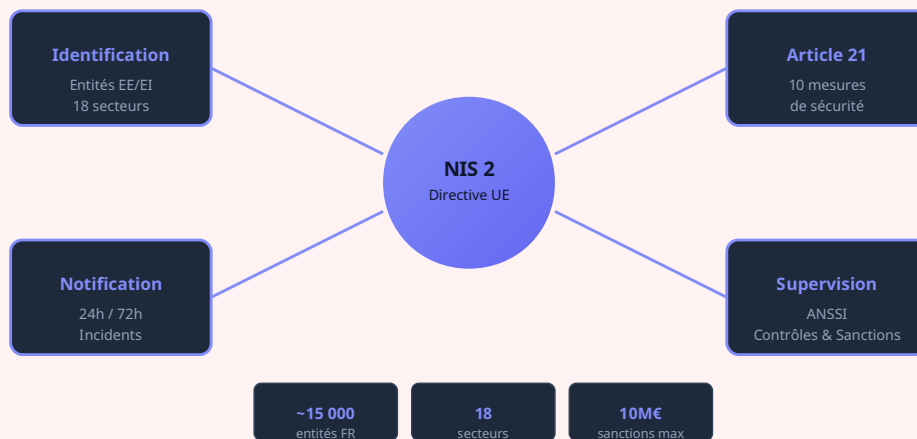 Identification
Entités EE/EI
18 secteurs
Article 21
10 mesures
de sécurité
NIS 2
Directive UE
Notification
24h / 72h
Incidents
Supervision
ANSSI
Contrôles & Sanctions
~15 000
entités FR
18
secteurs
10M€
sanctions max